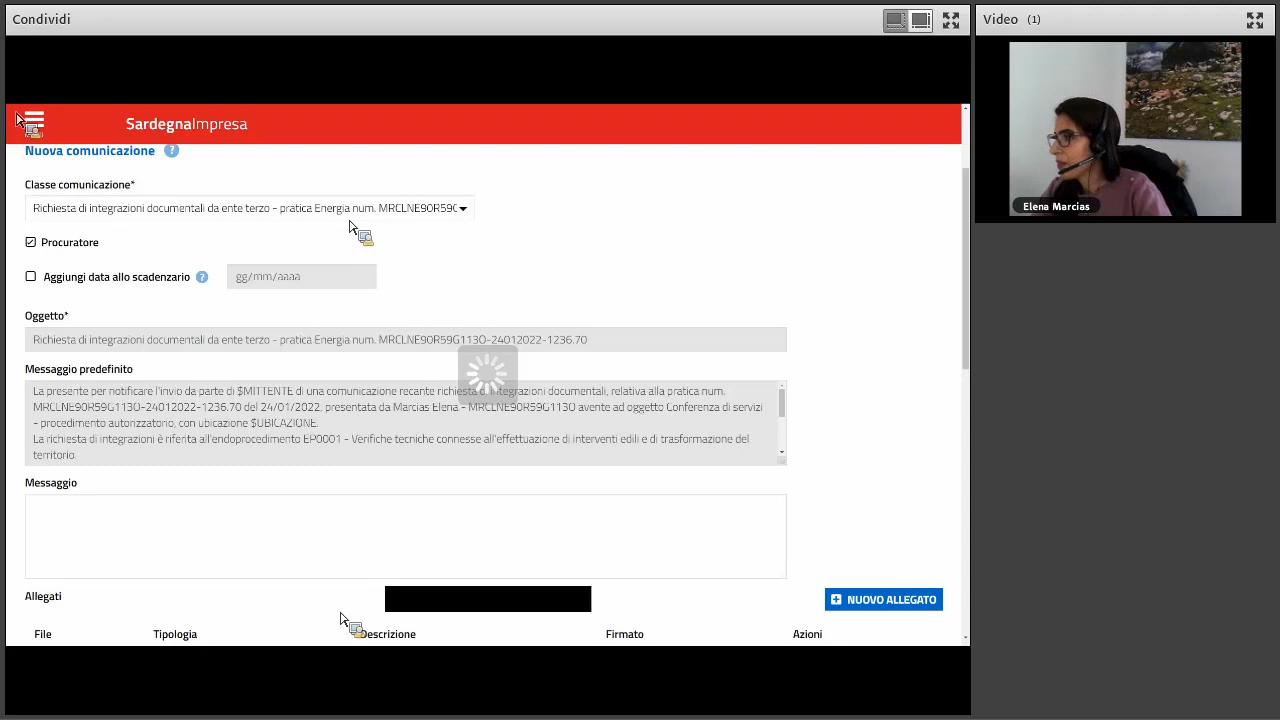 Condividi
Video (1)
SardegnaImpresa
Nuova comunicazione ?
Classe comunicazione*
Richiesta di integrazioni documentali da ente terzo - pratica Energia num. MRCLNE90R59G
Procuratore
Aggiungi data allo scadenzario ?
gg/mm/aaaa
Oggetto*
Richiesta di integrazioni documentali da ente terzo - pratica Energia num. MRCLNE90R59G113O-24012022-1236.70
Messaggio predefinito
La presente per notificare l'invio da parte di $MITTENTE di una comunicazione recante richiesta di integrazioni documentali, relativa alla pratica num.
MRCLNE90R59G113O-24012022-1236.70 del 24/01/2022, presentata da Marcias Elena - MRCLNE90R59G113O avente ad oggetto Conferenza di servizi
- procedimento autorizzatorio, con ubicazione $UBICAZIONE.
La richiesta di integrazioni è riferita all'endoprocedimento EP0001 - Verifiche tecniche connesse all'effettuazione di interventi edili e di trasformazione del
territorio.
Messaggio
Allegati
NUOVO ALLEGATO
File Tipologia Descrizione Firmato Azioni
Elena Marcias